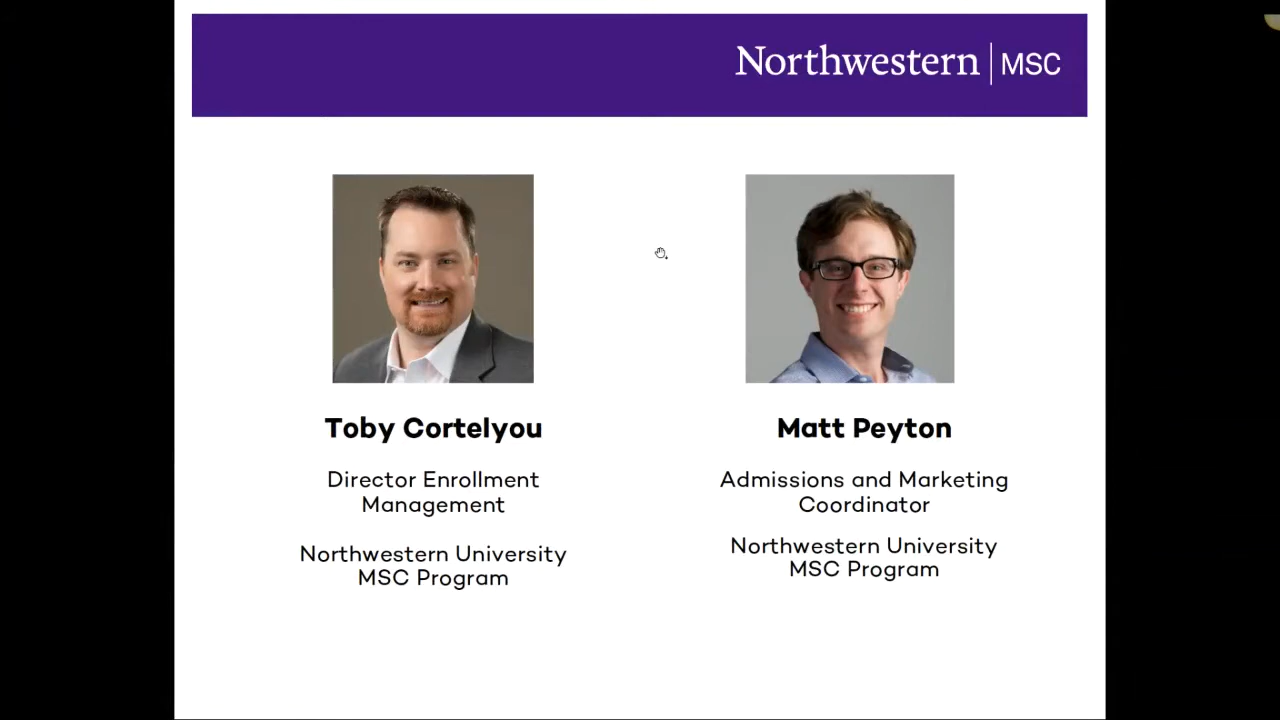 Northwestern | MSC
Toby Cortelyou
Director Enrollment
Management
Northwestern University
MSC Program
Matt Peyton
Admissions and Marketing
Coordinator
Northwestern University
MSC Program